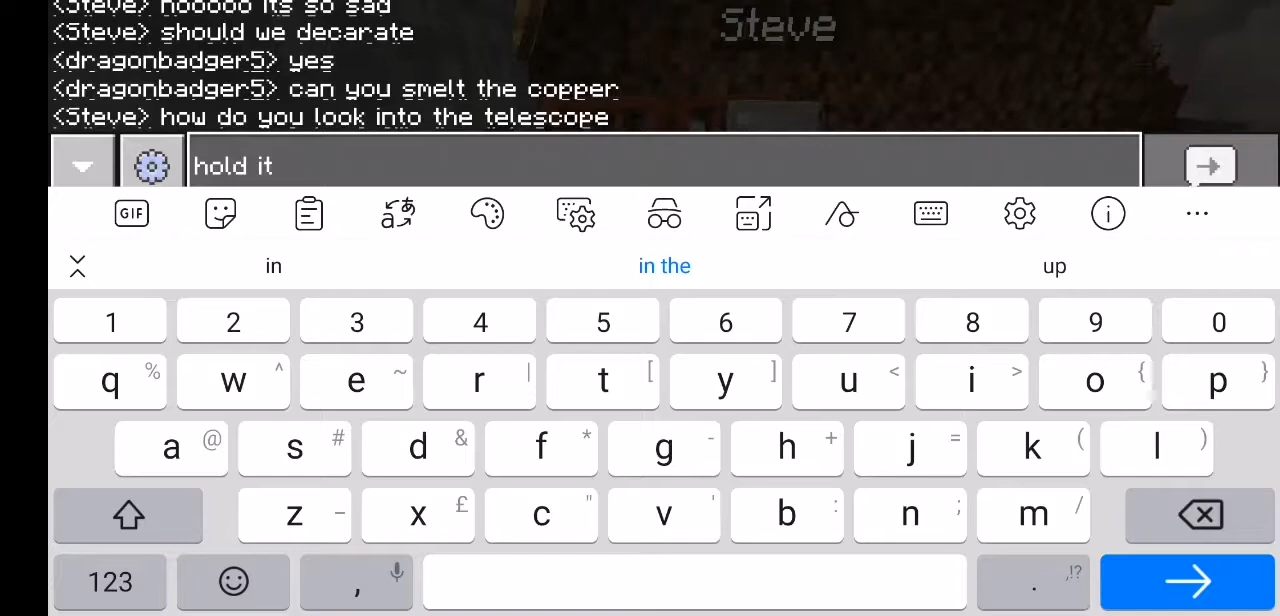 <Steve> nooooo its so sad
Steve
<Steve> should we decarate
<dragonbadger5> yes
<dragonbadger5> can you smelt the copper
<Steve> how do you look into the telescope
hold it
GIF
in in the up
1 2 3 4 5 6 7 8 9 0
q % w ^ e ~ r | t [ y ] u < i > o { p }
a @ s # d & f * g - h + j = k ( l )
z _ x £ c " v ' b : n ; m /
123 , . ,!?